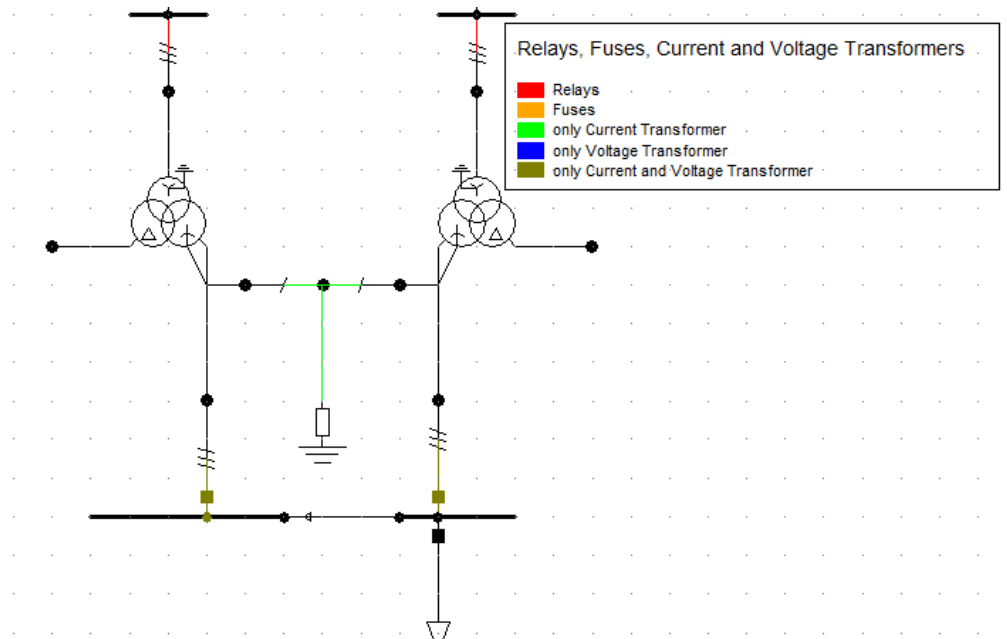 Relays, Fuses, Current and Voltage Transformers
Relays
Fuses
only Current Transformer
only Voltage Transformer
only Current and Voltage Transformer